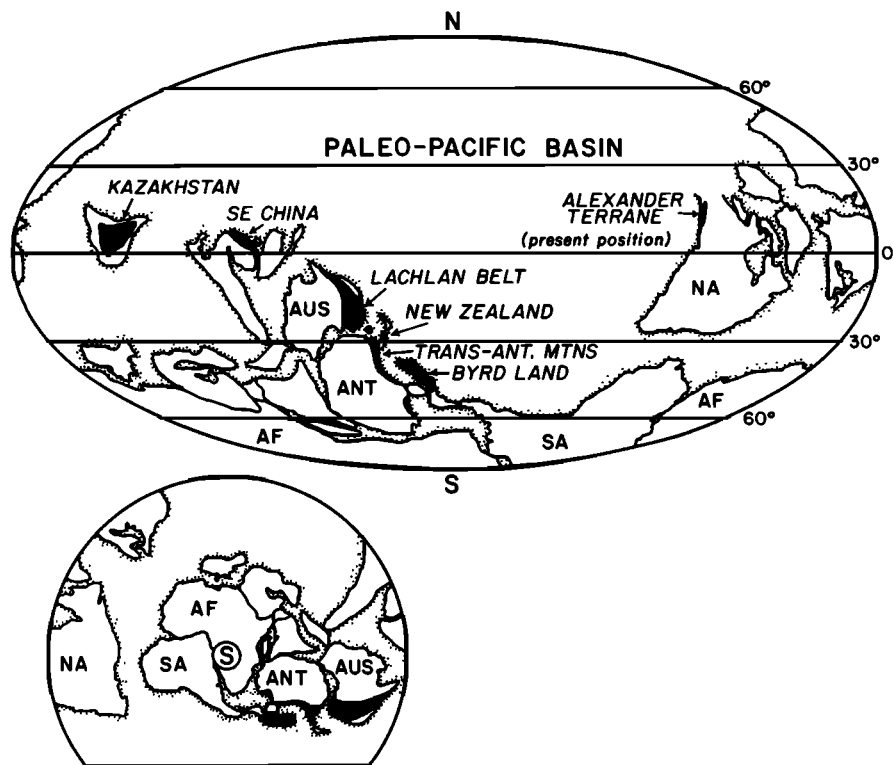 N
60°
PALEO-PACIFIC BASIN
30°
KAZAKHSTAN
SE CHINA
ALEXANDER
TERRANE
(present position)
0
LACHLAN BELT
AUS
NA
NEW ZEALAND
30°
TRANS-ANT. MTNS
BYRD LAND
ANT
AF
60°
AF
SA
S
AF
S
NA
SA
ANT
AUS